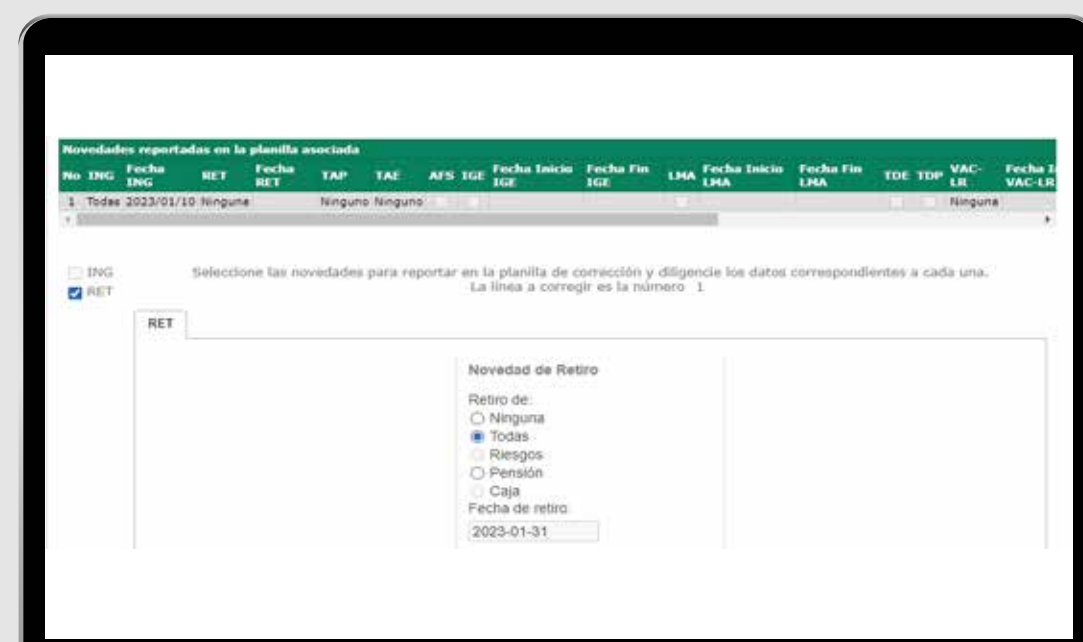 Novedades reportadas en la planilla asociada
No ING Fecha ING RET Fecha RET TAP TAE AFS IGE Fecha Inicio IGE Fecha Fin IGE LMA Fecha Inicio LMA Fecha Fin LMA TDE TDP VAC-LR Fecha I VAC-LR
1 Todas 2023/01/10 Ninguna Ninguno Ninguno Ninguna
ING
Seleccione las novedades para reportar en la planilla de corrección y diligencie los datos correspondientes a cada una.
RET
La línea a corregir es la número 1
RET
Novedad de Retiro
Retiro de:
Ninguna
Todas
Riesgos
Pensión
Caja
Fecha de retiro
2023-01-31